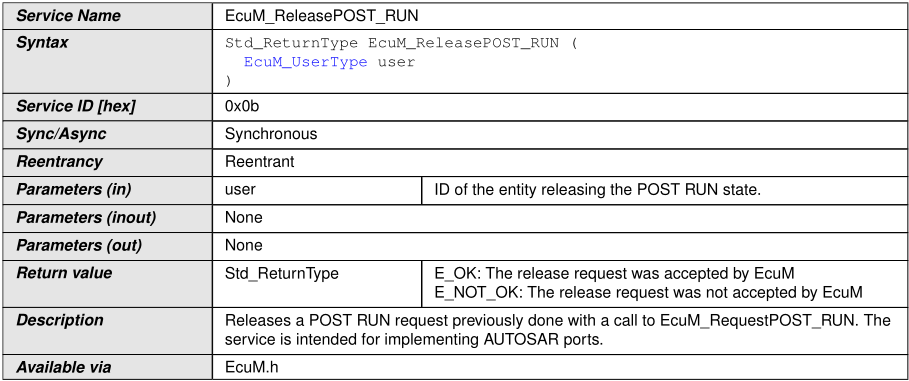 Service Name EcuM_ReleasePOST_RUN
Syntax Std_ReturnType EcuM_ReleasePOST_RUN (
EcuM_UserType user
)
Service ID [hex] 0x0b
Sync/Async Synchronous
Reentrancy Reentrant
Parameters (in) user ID of the entity releasing the POST RUN state.
Parameters (inout) None
Parameters (out) None
Return value Std_ReturnType E_OK: The release request was accepted by EcuM
E_NOT_OK: The release request was not accepted by EcuM
Description Releases a POST RUN request previously done with a call to EcuM_RequestPOST_RUN. The
service is intended for implementing AUTOSAR ports.
Available via EcuM.h